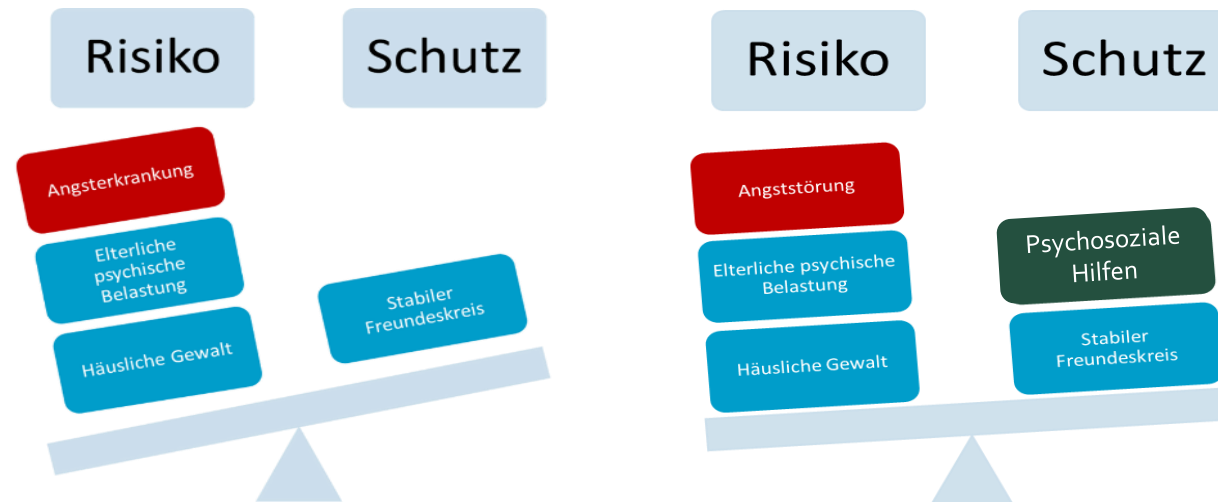 Risiko
Schutz
Angsterkrankung
Elterliche
psychische
Belastung
Häusliche Gewalt
Stabiler
Freundeskreis
Risiko
Schutz
Angststörung
Elterliche psychische
Belastung
Häusliche Gewalt
Psychosoziale
Hilfen
Stabiler
Freundeskreis